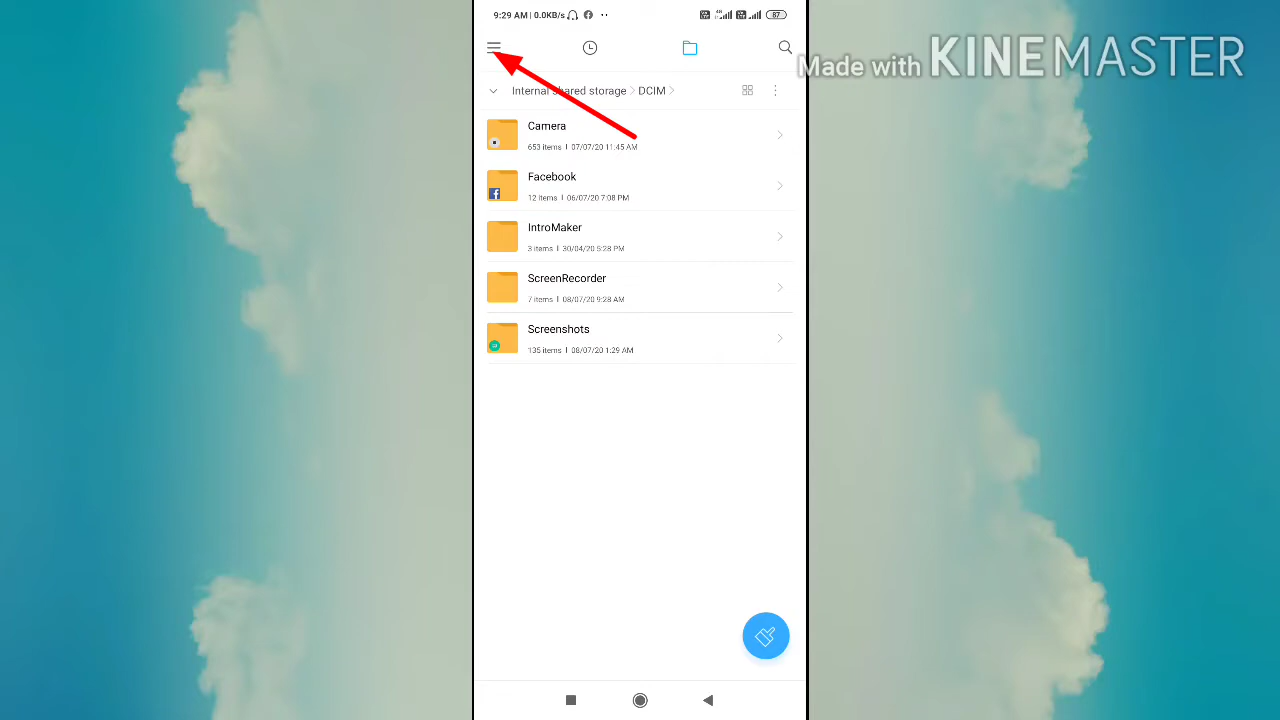 9:29 AM | 0.0KB/s
4G
87
Made with KINEMASTER
Internal shared storage > DCIM >
Camera
653 items | 07/07/20 11:45 AM
Facebook
12 items | 06/07/20 7:08 PM
IntroMaker
3 items | 30/04/20 5:28 PM
ScreenRecorder
7 items | 08/07/20 9:28 AM
Screenshots
135 items | 08/07/20 1:29 AM